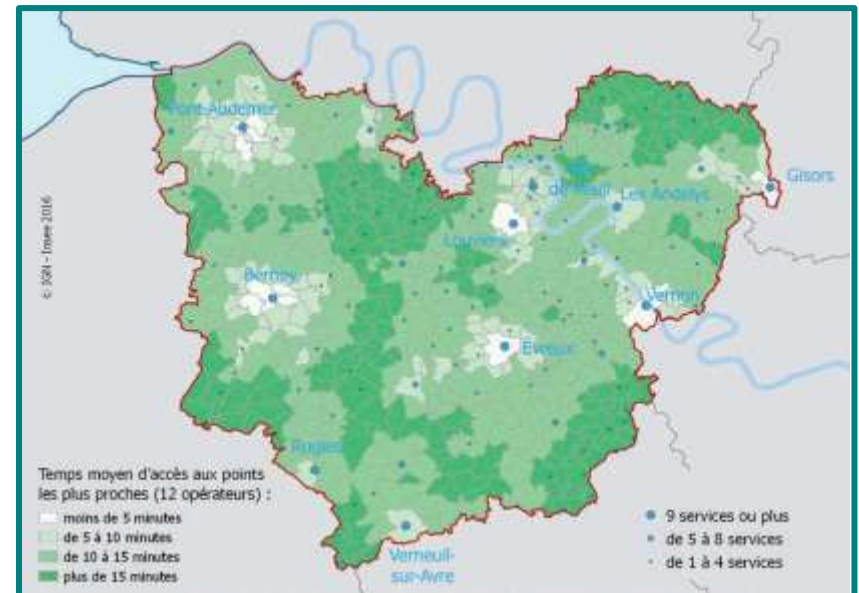 Pont-Audemer
Gisors
Les Andelys
Louviers
Bernay
Vernon
Evreux
Rugles
Verneuil-
sur-Avre
© IGN - Insee 2016
Temps moyen d'accès aux points
les plus proches (12 opérateurs) :
moins de 5 minutes
de 5 à 10 minutes
de 10 à 15 minutes
plus de 15 minutes
9 services ou plus
de 5 à 8 services
de 1 à 4 services